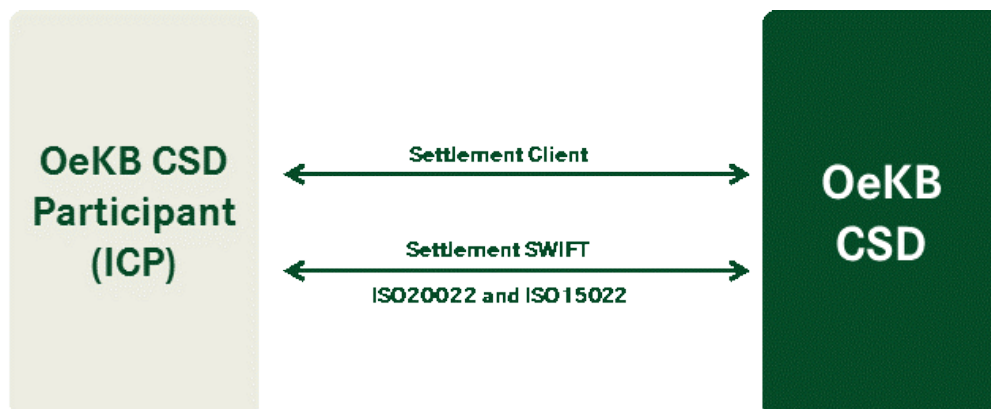 OeKB CSD
Participant
(ICP)
Settlement Client
Settlement SWIFT
ISO20022 and ISO15022
OeKB
CSD